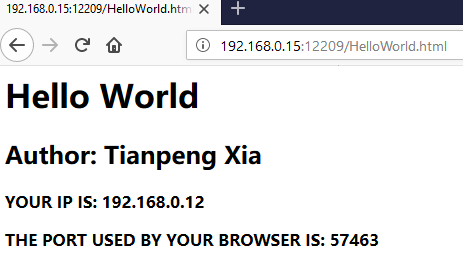 192.168.0.15:12209/HelloWorld.htm
192.168.0.15:12209/HelloWorld.html
Hello World
Author: Tianpeng Xia
YOUR IP IS: 192.168.0.12
THE PORT USED BY YOUR BROWSER IS: 57463